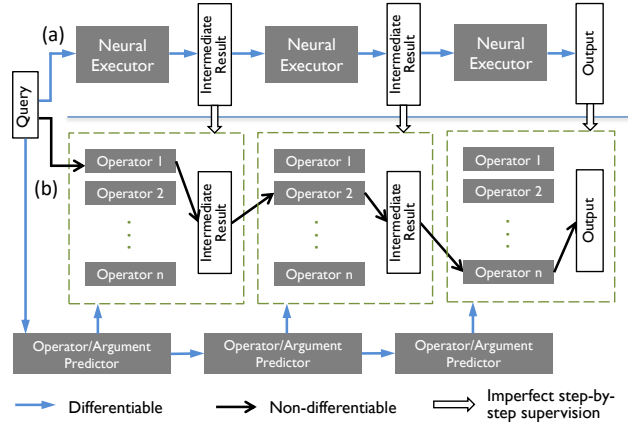 (a)
Neural
Executor
Intermediate
Result
Neural
Executor
Intermediate
Result
Neural
Executor
Output
Query
(b)
Operator 1
Operator 2
Operator n
Intermediate
Result
Operator 1
Operator 2
Operator n
Intermediate
Result
Operator 1
Operator 2
Operator n
Output
Operator/Argument
Predictor
Operator/Argument
Predictor
Operator/Argument
Predictor
Differentiable
Non-differentiable
Imperfect step-by-
step supervision